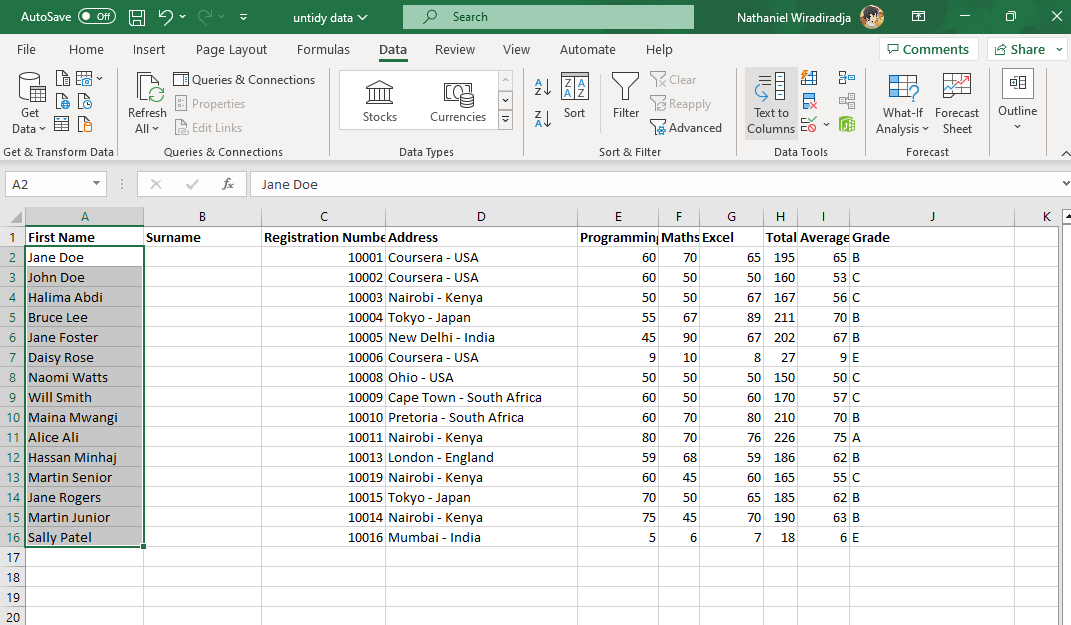 AutoSave Off untidy data Search Nathaniel Wiradiradja
File Home Insert Page Layout Formulas Data Review View Automate Help Comments Share
Get Data
Refresh All
Queries & Connections
Properties
Edit Links
Stocks Currencies
Sort
Filter
Clear
Reapply
Advanced
Text to Columns
What-If Analysis
Forecast Sheet
Outline
Get & Transform Data Queries & Connections Data Types Sort & Filter Data Tools Forecast
A2 fx Jane Doe
A B C D E F G H I J K
1 First Name Surname Registration Numbe Address Programming Maths Excel Total Average Grade
2 Jane Doe 10001 Coursera - USA 60 70 65 195 65 B
3 John Doe 10002 Coursera - USA 60 50 50 160 53 C
4 Halima Abdi 10003 Nairobi - Kenya 50 50 67 167 56 C
5 Bruce Lee 10004 Tokyo - Japan 55 67 89 211 70 B
6 Jane Foster 10005 New Delhi - India 45 90 67 202 67 B
7 Daisy Rose 10006 Coursera - USA 9 10 8 27 9 E
8 Naomi Watts 10008 Ohio - USA 50 50 50 150 50 C
9 Will Smith 10009 Cape Town - South Africa 60 50 60 170 57 C
10 Maina Mwangi 10010 Pretoria - South Africa 60 70 80 210 70 B
11 Alice Ali 10011 Nairobi - Kenya 80 70 76 226 75 A
12 Hassan Minhaj 10013 London - England 59 68 59 186 62 B
13 Martin Senior 10019 Nairobi - Kenya 60 45 60 165 55 C
14 Jane Rogers 10015 Tokyo - Japan 70 50 65 185 62 B
15 Martin Junior 10014 Nairobi - Kenya 75 45 70 190 63 B
16 Sally Patel 10016 Mumbai - India 5 6 7 18 6 E
17
18
19
20